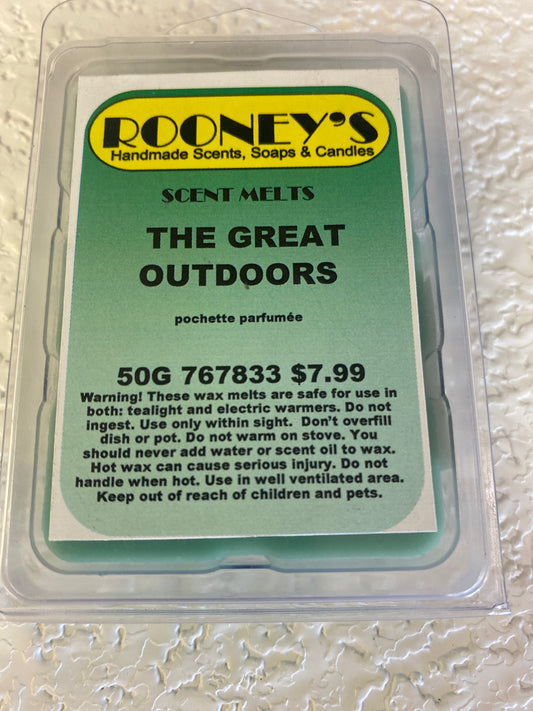 ROONEY'S
Handmade Scents, Soaps & Candles
SCENT MELTS
THE GREAT
OUTDOORS
pochette parfumée
50G 767833 $7.99
Warning! These wax melts are safe for use in
both: tealight and electric warmers. Do not
ingest. Use only within sight. Don't overfill
dish or pot. Do not warm on stove. You
should never add water or scent oil to wax.
Hot wax can cause serious injury. Do not
handle when hot. Use in well ventilated area.
Keep out of reach of children and pets.